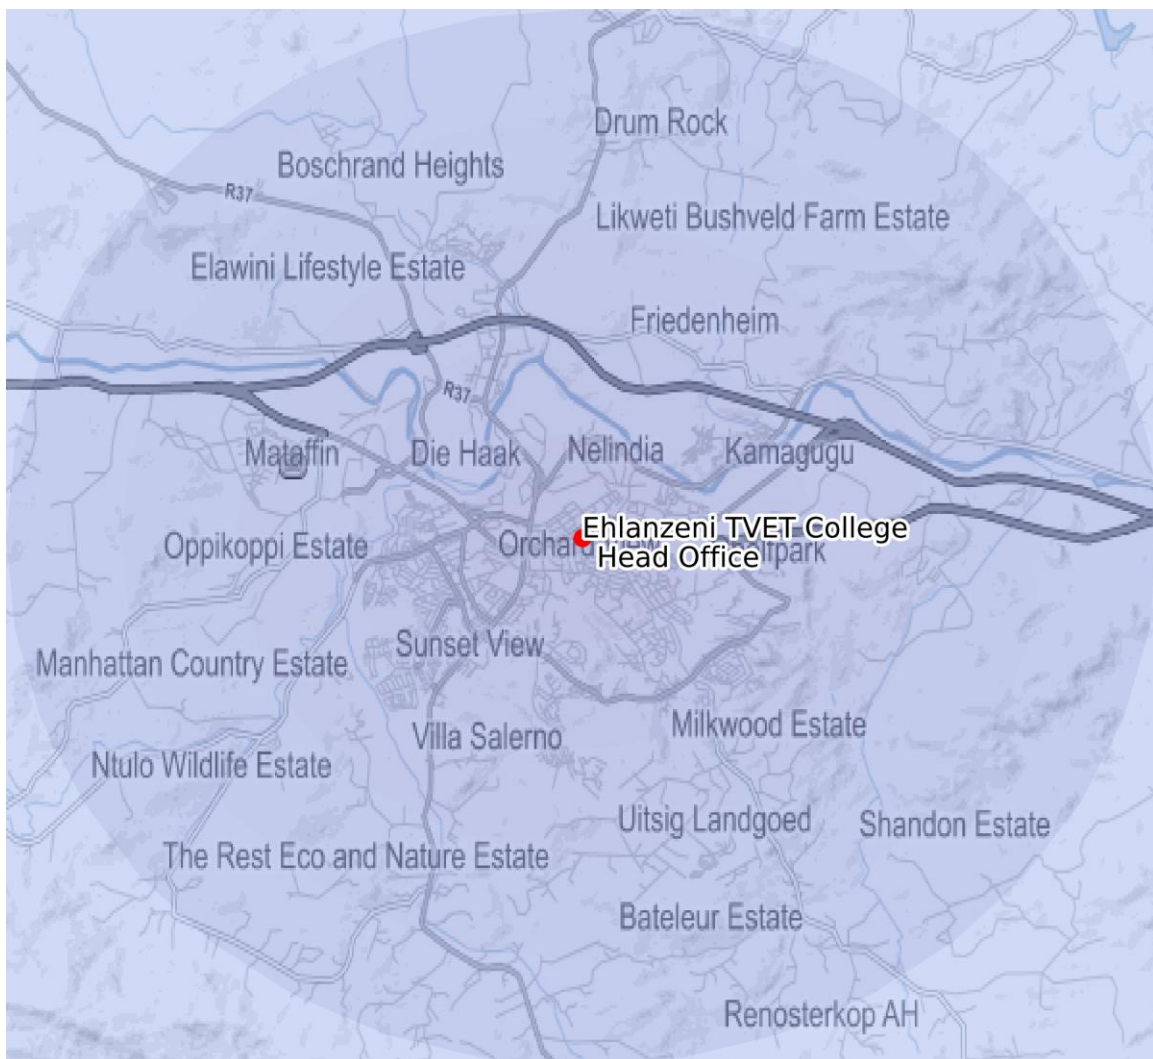 Drum Rock
Boschrand Heights
R37
Likweti Bushveld Farm Estate
Elawini Lifestyle Estate
Friedenheim
R37
Mataffin
Die Haak
Nelindia
Kamagugu
Ehlanzeni TVET College
Head Office
Oppikoppi Estate
Sunset View
Manhattan Country Estate
Milkwood Estate
Villa Salerno
Ntulo Wildlife Estate
Uitsig Landgoed
Shandon Estate
The Rest Eco and Nature Estate
Bateleur Estate
Renosterkop AH